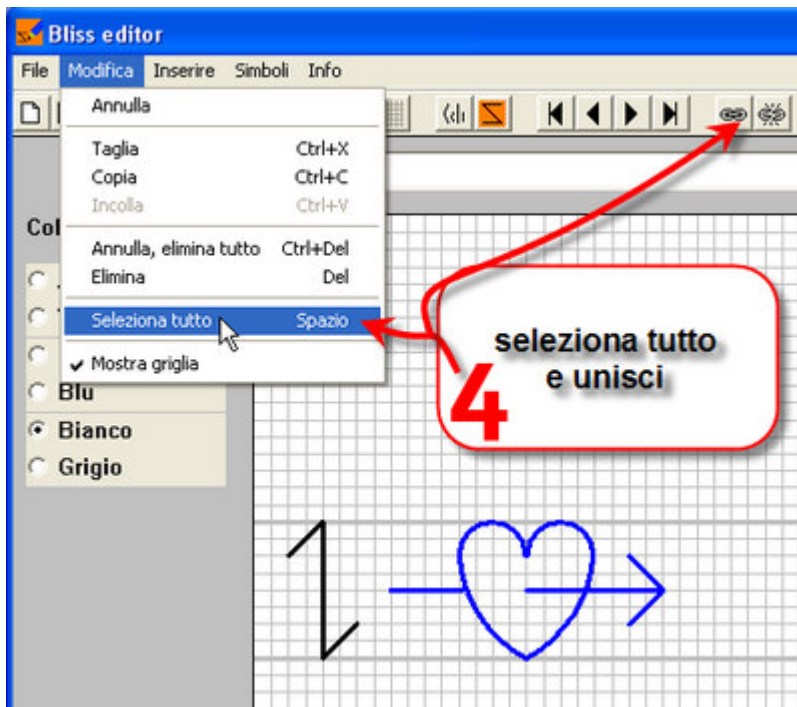 Bliss editor
File Modifica Inserire Simboli Info
Annulla
Taglia Ctrl+X
Copia Ctrl+C
Incolla Ctrl+V
Col
Annulla, elimina tutto Ctrl+Del
Elimina Del
Seleziona tutto Spazio
Mostra griglia
Blu
Bianco
Grigio
seleziona tutto
e unisci
4